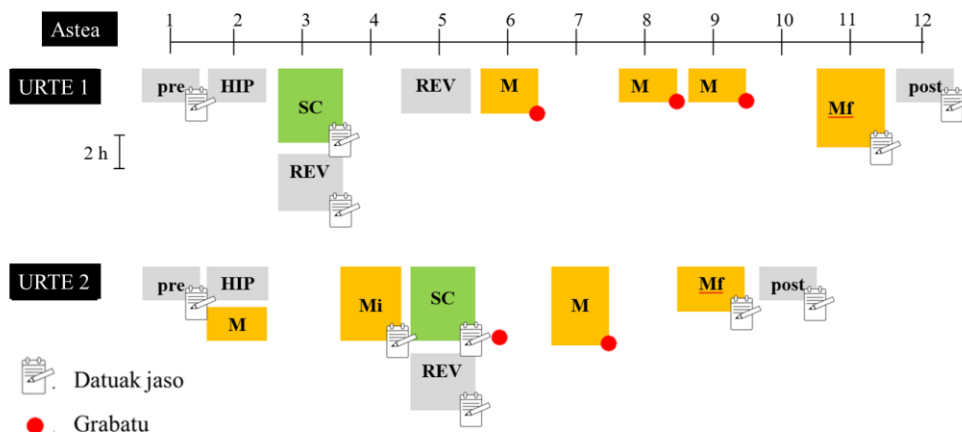 Astea 1 2 3 4 5 6 7 8 9 10 11 12
URTE 1 pre HIP SC REV M M M Mf post
2 h
REV
URTE 2 pre HIP Mi SC M Mf post
M
REV
. Datuak jaso
. Grabatu